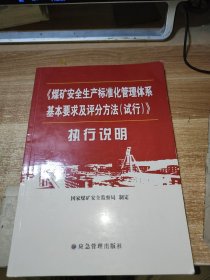 《煤矿安全生产标准化管理体系
基本要求及评分方法(试行)》
执行说明
国家煤矿安全监察局 制定
应急管理出版社